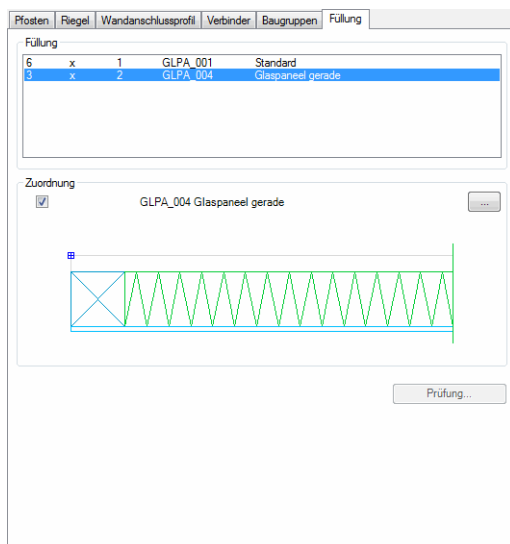 Pfosten Riegel Wandanschlussprofil Verbinder Baugruppen Füllung
Füllung
6 x 1 GLPA_001 Standard
3 x 2 GLPA_004 Glaspaneel gerade
Zuordnung
GLPA_004 Glaspaneel gerade ...
Prüfung...